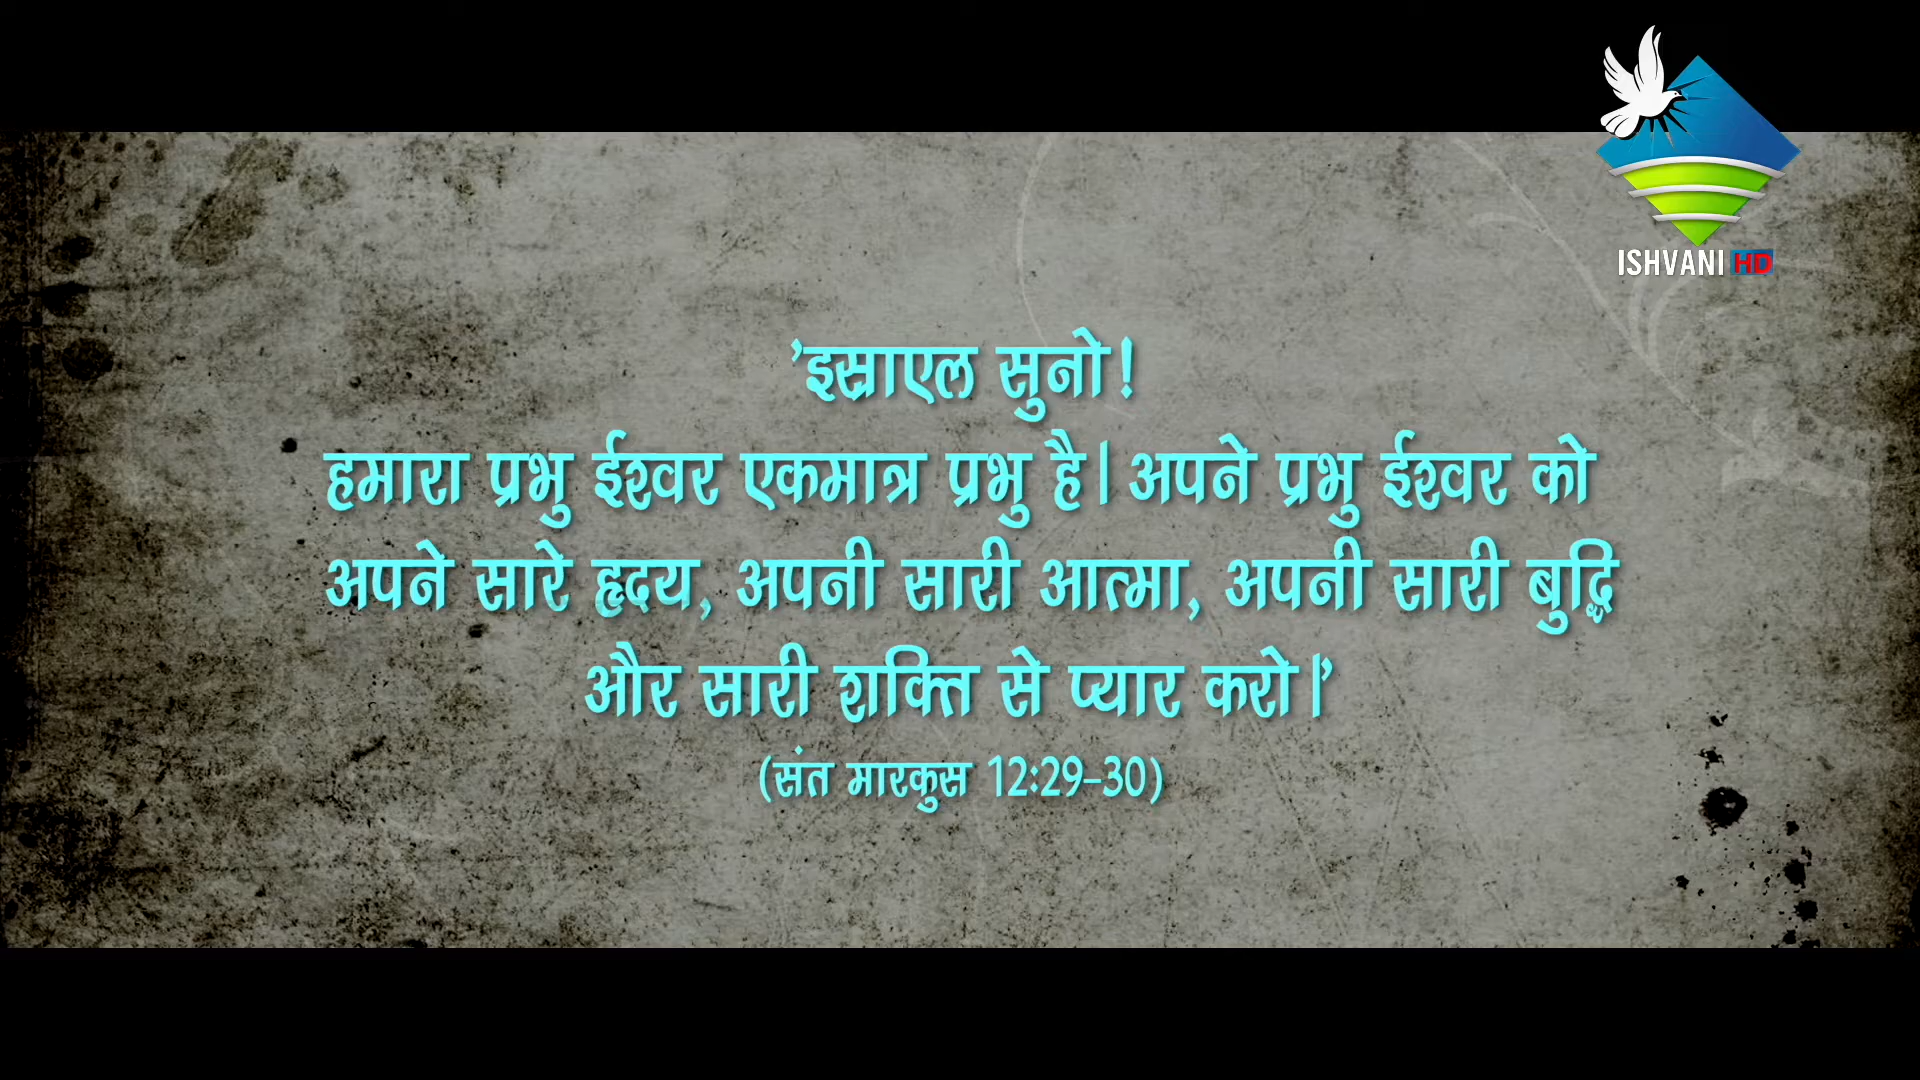 ISHVANI HD
’इस्राएल सुनो!
हमारा प्रभु ईश्वर एकमात्र प्रभु है। अपने प्रभु ईश्वर को
अपने सारे हृदय, अपनी सारी आत्मा, अपनी सारी बुद्धि
और सारी शक्ति से प्यार करो।’
(संत मारकुस 12:29-30)